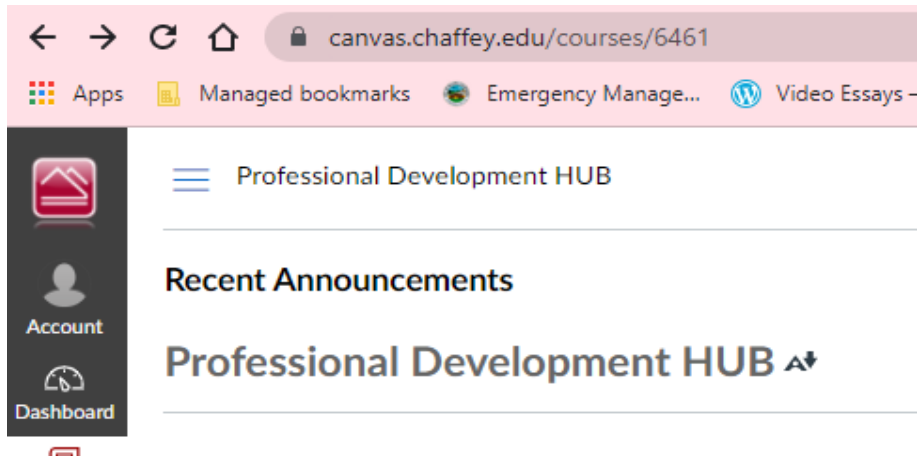 canvas.chaffey.edu/courses/6461
Apps Managed bookmarks Emergency Manage... Video Essays –
Professional Development HUB
Recent Announcements
Account
Professional Development HUB
Dashboard